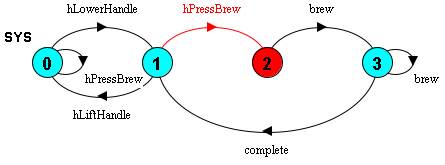 hLowerHandle
hPressBrew
brew
SYS
0
1
2
3
hPressBrew
brew
hLiftHandle
complete